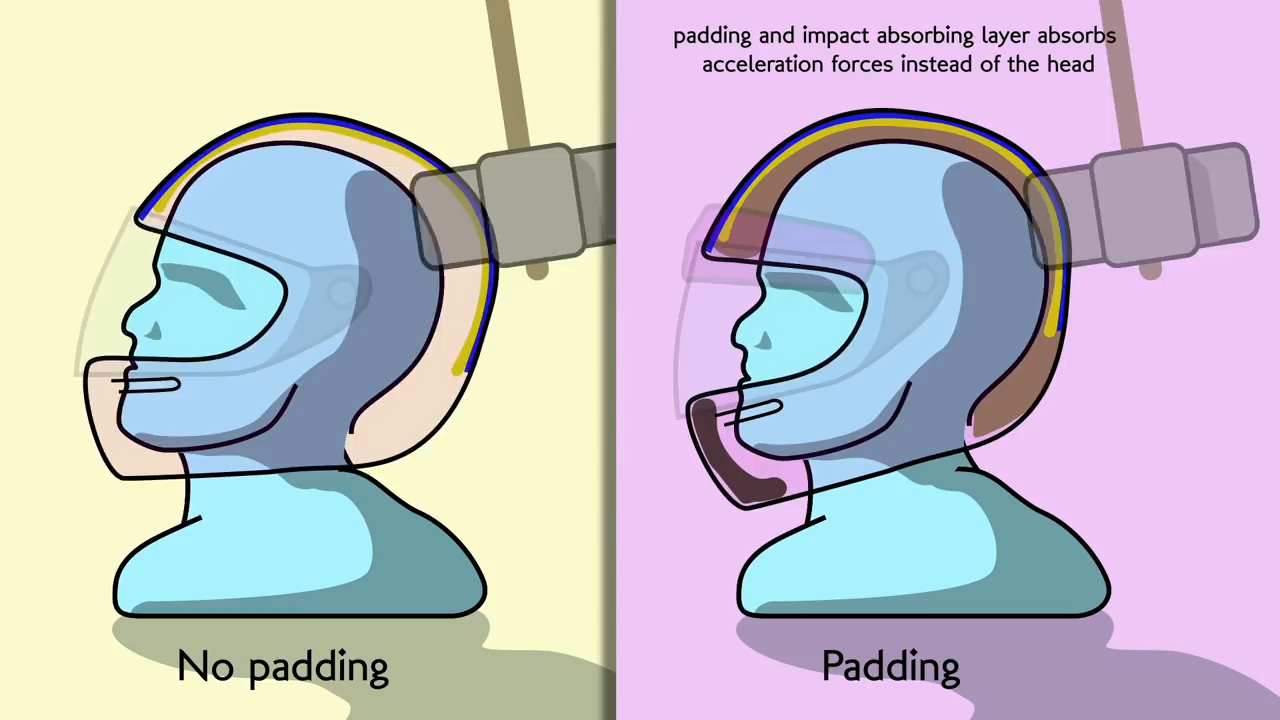 padding and impact absorbing layer absorbs
acceleration forces instead of the head
No padding
Padding